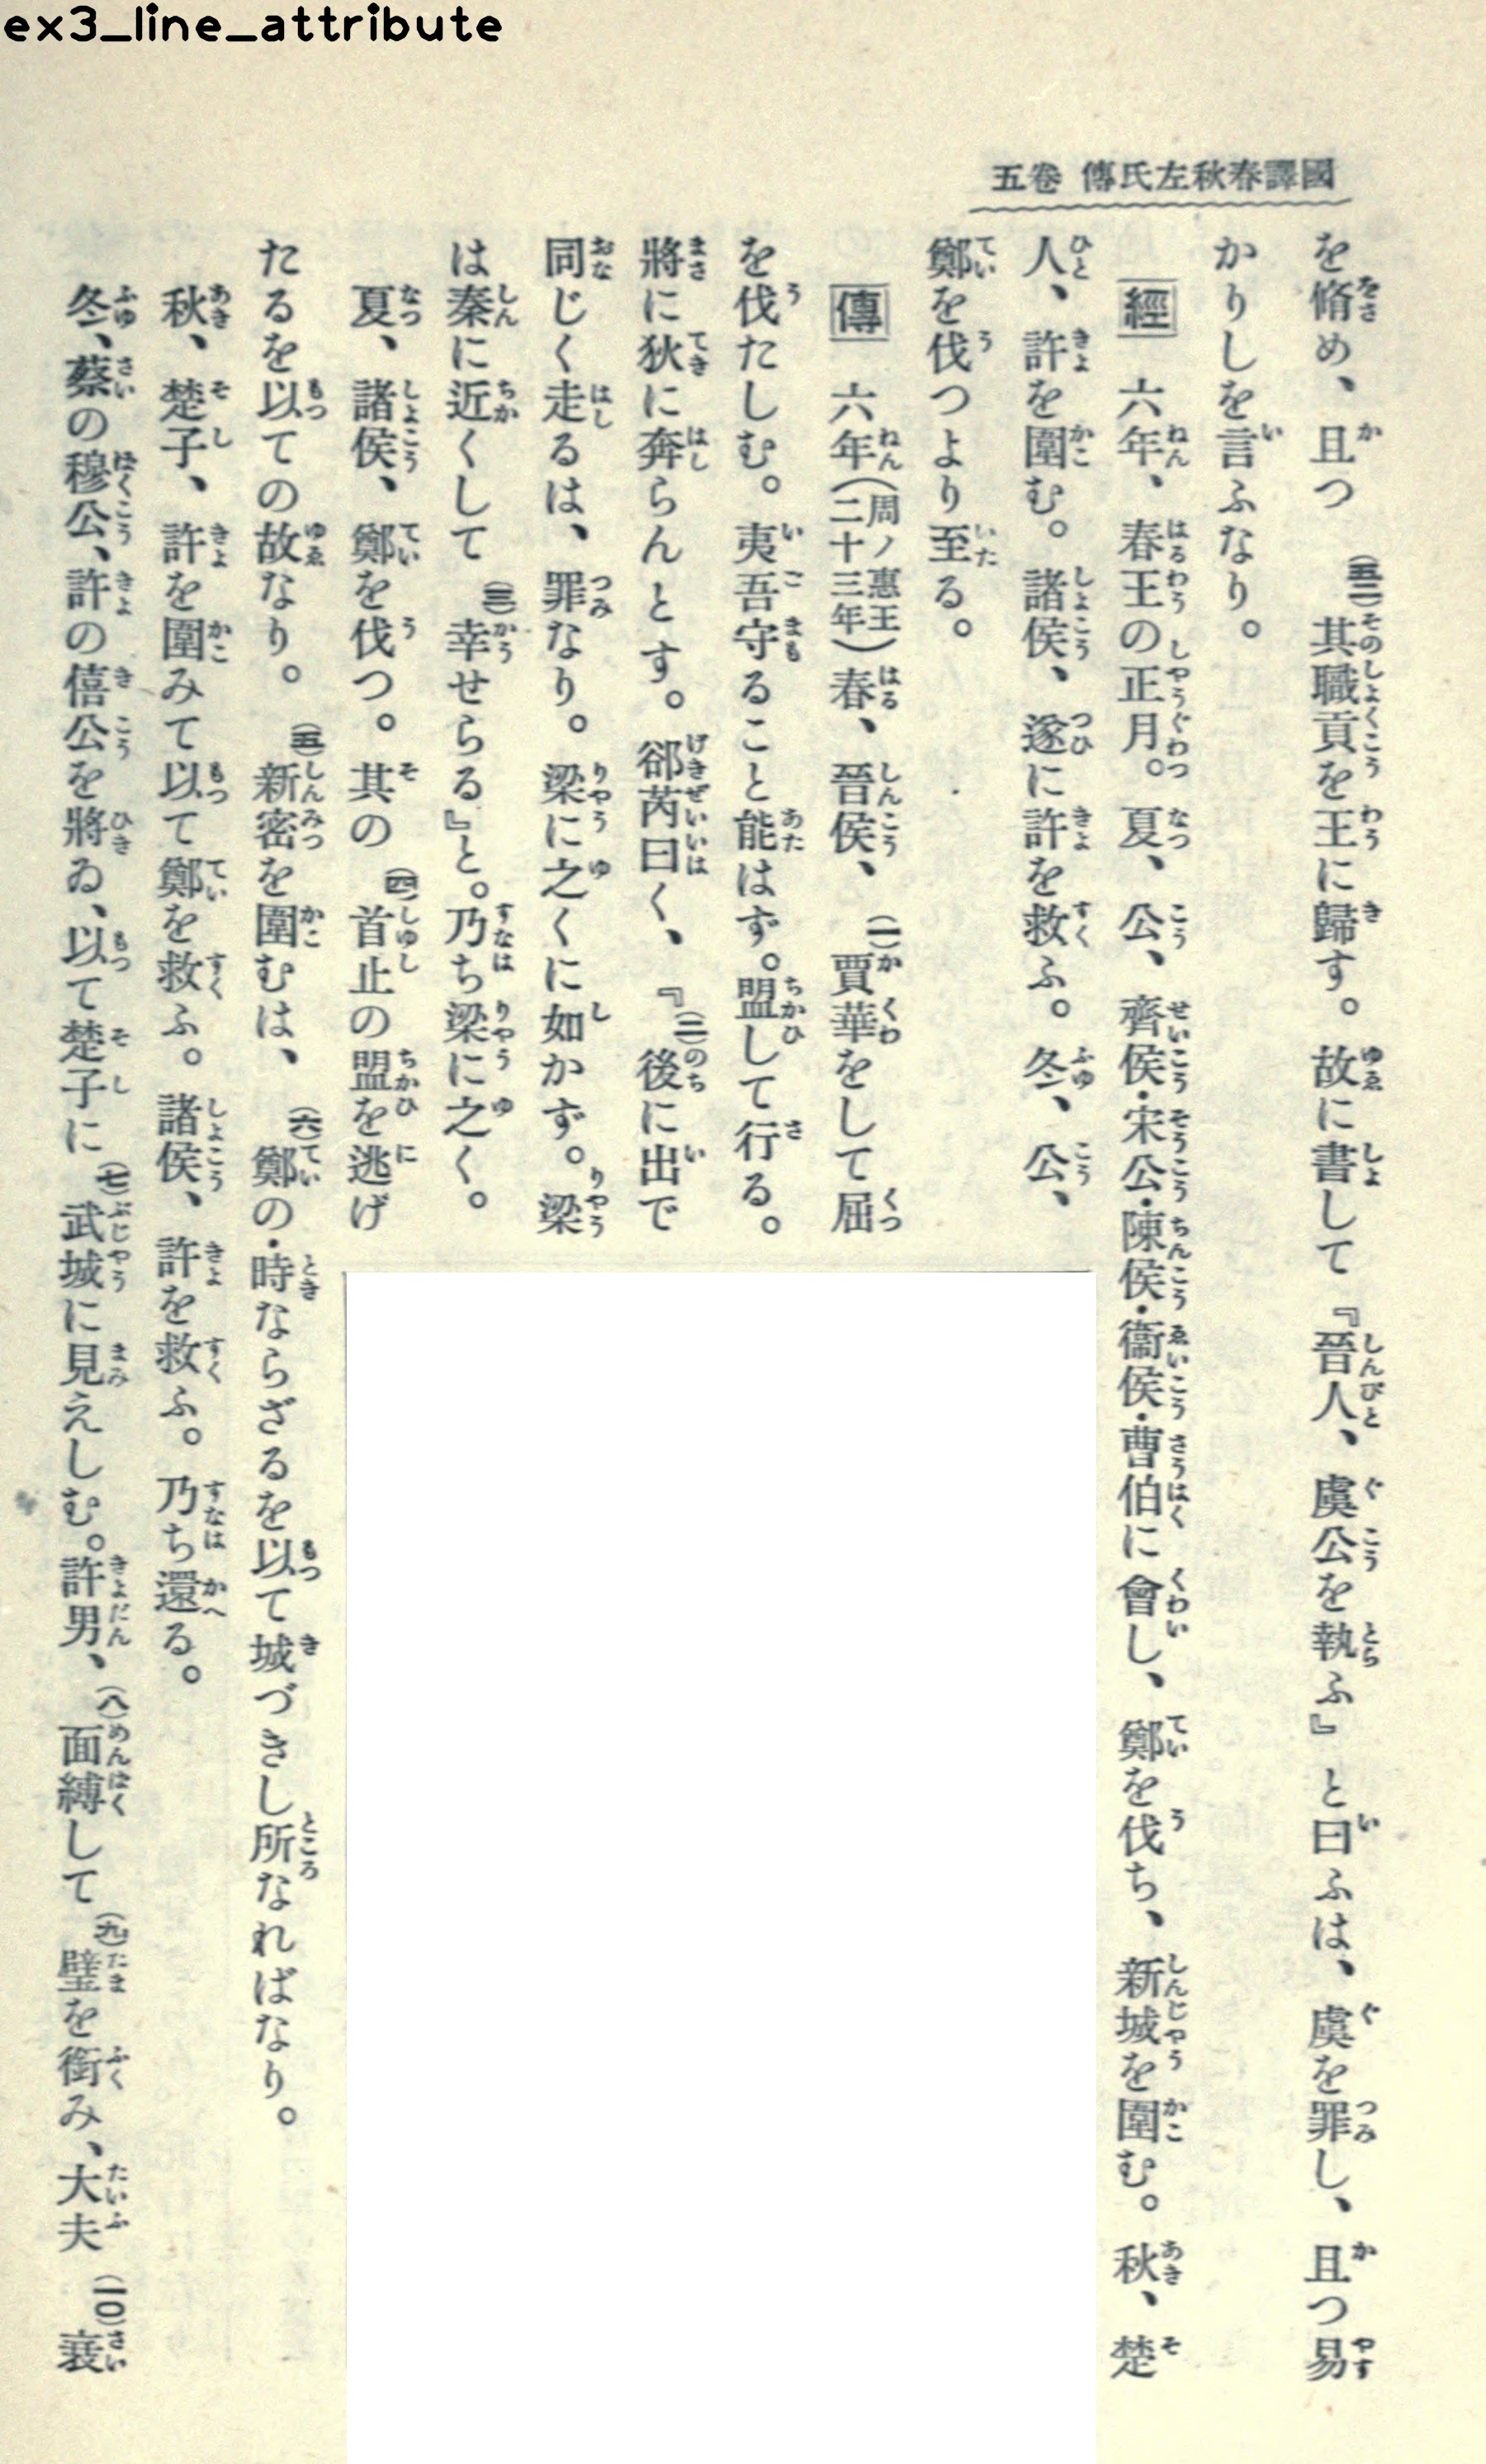 ex3_line_attribute
國譯春秋左氏傳 卷五
を脩め、且つ(五二)其職貢を王に歸す。故に書して『晉人、虞公を執ふ』と曰ふは、虞を罪し、且つ易
かりしを言ふなり。
經 六年、春王の正月。夏、公、齊侯・宋公・陳侯・衞侯・曹伯に會し、鄭を伐ち、新城を圍む。秋、楚
人、許を圍む。諸侯、遂に許を救ふ。冬、公、
鄭を伐つより至る。
傳 六年(周ノ惠王二十三年)春、晉侯、(一)賈華をして屈
を伐たしむ。夷吾守ること能はず。盟して行る。
將に狄に奔らんとす。郤芮曰く、『(二)後に出で
同じく走るは、罪なり。梁に之くに如かず。梁
は秦に近くして(三)幸せらる』と。乃ち梁に之く。
夏、諸侯、鄭を伐つ。其の(四)首止の盟を逃げ
たるを以ての故なり。(五)新密を圍むは、(六)鄭の・時ならざるを以て城づきし所なればなり。
秋、楚子、許を圍みて以て鄭を救ふ。諸侯、許を救ふ。乃ち還る。
冬、蔡の穆公、許の僖公を將ゐ、以て楚子に(七)武城に見えしむ。許男、(八)面縛して(九)璧を銜み、大夫(一〇)衰